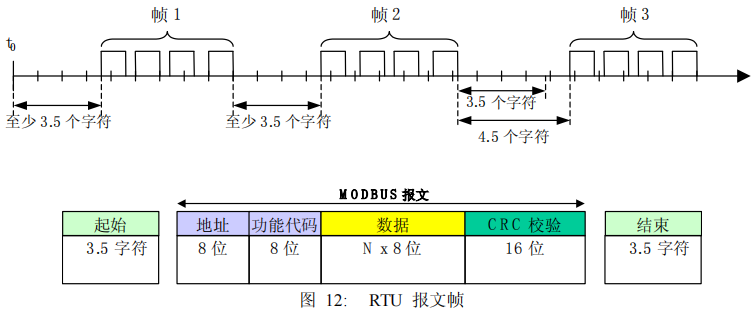 帧 1 帧 2 帧 3
t0
至少 3.5 个字符 至少 3.5 个字符 3.5 个字符
4.5 个字符
MODBUS 报文
起始 地址 功能代码 数据 CRC 校验 结束
3.5 字符 8 位 8 位 N x 8 位 16 位 3.5 字符
图 12: RTU 报文帧